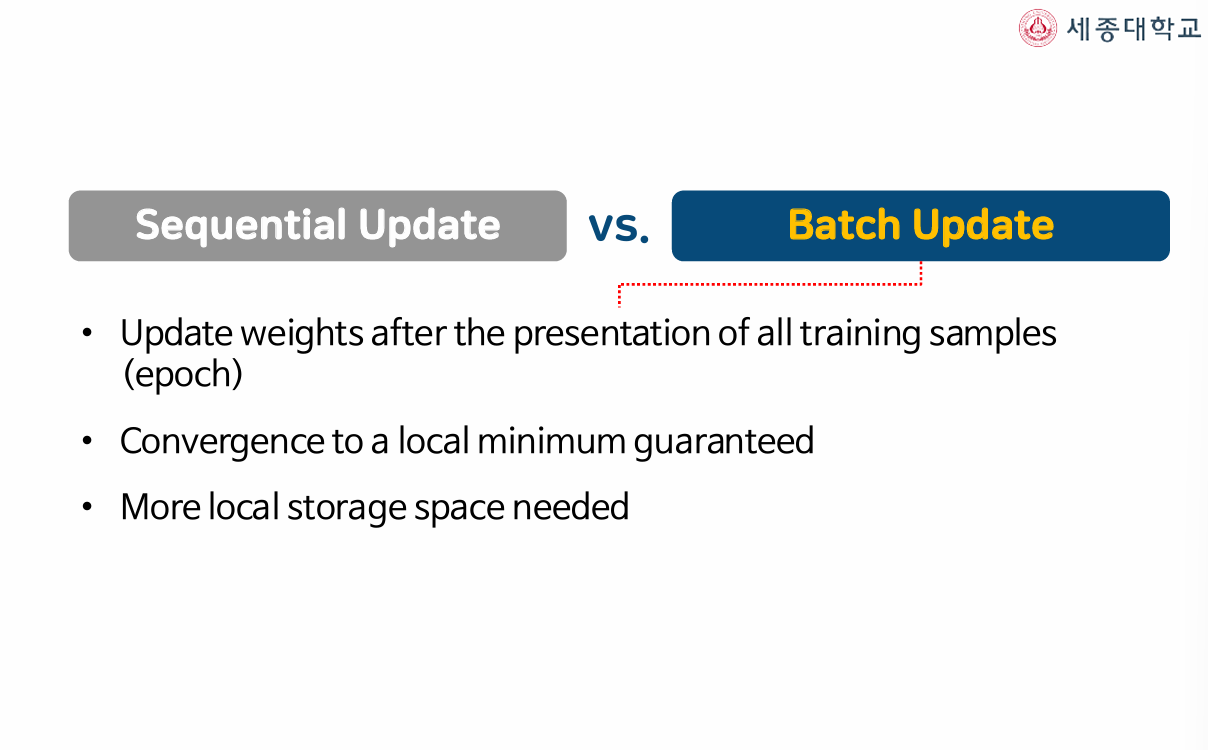 세종대학교
Sequential Update vs. Batch Update
• Update weights after the presentation of all training samples
(epoch)
• Convergence to a local minimum guaranteed
• More local storage space needed